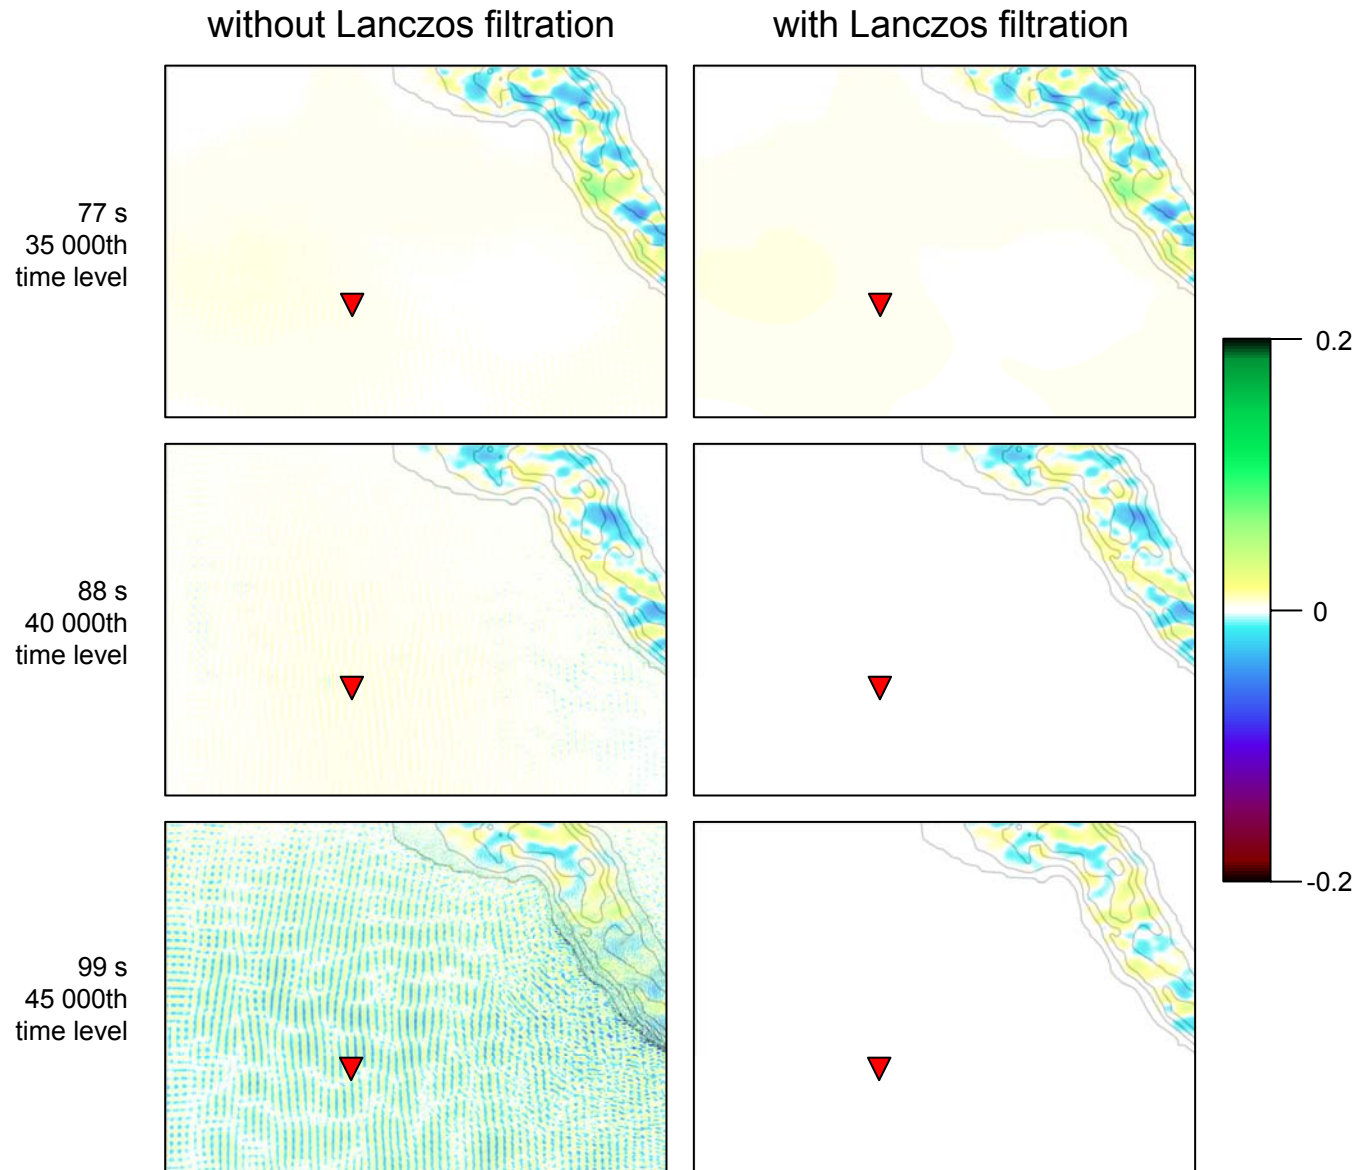 without Lanczos filtration
with Lanczos filtration
77 s
35 000th
time level
88 s
40 000th
time level
99 s
45 000th
time level
0.2
0
-0.2